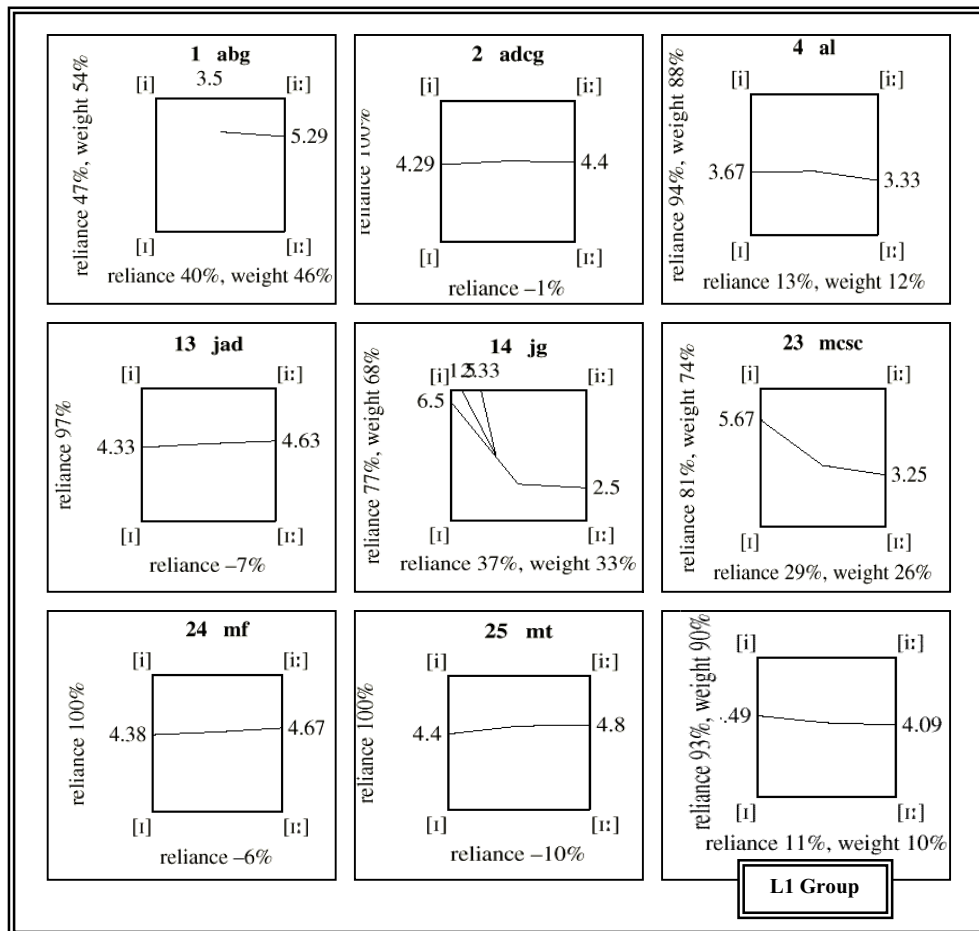 1 abg
3.5
[i] [iː]
5.29
reliance 47%, weight 54%
[ɪ] [ɪː]
reliance 40%, weight 46%
2 adcg
[i] [iː]
4.29 4.4
reliance 100%
[ɪ] [ɪː]
reliance –1%
4 al
[i] [iː]
3.67 3.33
reliance 94%, weight 88%
[ɪ] [ɪː]
reliance 13%, weight 12%
13 jad
[i] [iː]
4.33 4.63
reliance 97%
[ɪ] [ɪː]
reliance –7%
14 jg
[i] [iː]
6.5 2.5
reliance 77%, weight 68%
[ɪ] [ɪː]
reliance 37%, weight 33%
23 mcsc
[i] [iː]
5.67 3.25
reliance 81%, weight 74%
[ɪ] [ɪː]
reliance 29%, weight 26%
24 mf
[i] [iː]
4.38 4.67
reliance 100%
[ɪ] [ɪː]
reliance –6%
25 mt
[i] [iː]
4.4 4.8
reliance 100%
[ɪ] [ɪː]
reliance –10%
[i] [iː]
.49 4.09
reliance 93%, weight 90%
[ɪ] [ɪː]
reliance 11%, weight 10%
L1 Group